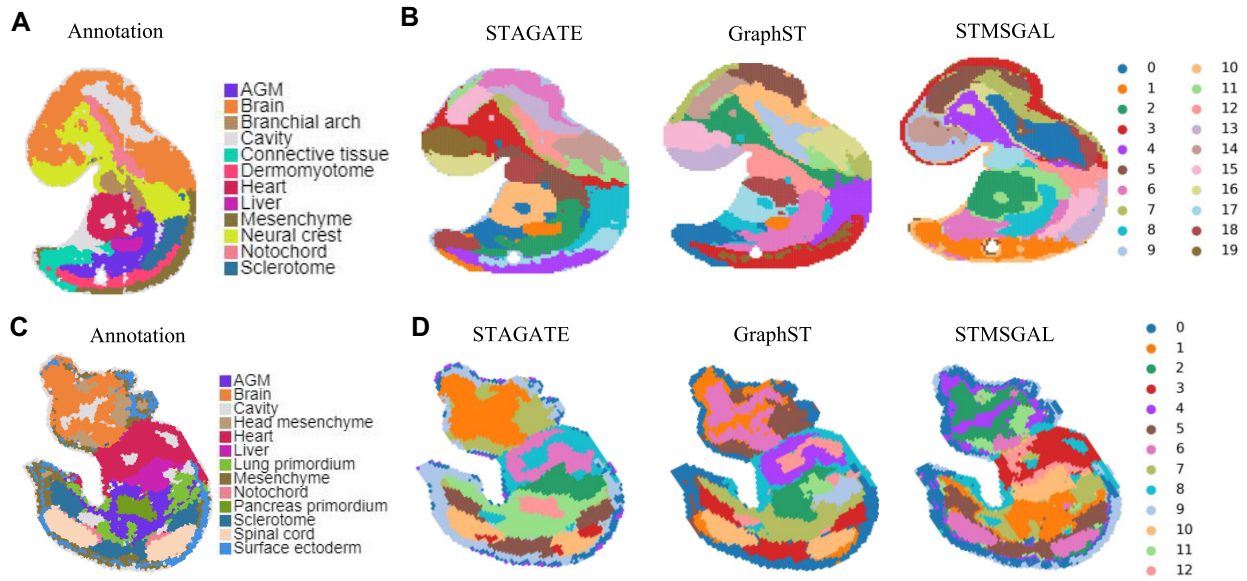 A
Annotation
AGM
Brain
Branchial arch
Cavity
Connective tissue
Dermomyotome
Heart
Liver
Mesenchyme
Neural crest
Notochord
Sclerotome
B
STAGATE
GraphST
STMSGAL
0 10
1 11
2 12
3 13
4 14
5 15
6 16
7 17
8 18
9 19
C
Annotation
AGM
Brain
Cavity
Head mesenchyme
Heart
Liver
Lung primordium
Mesenchyme
Notochord
Pancreas primordium
Sclerotome
Spinal cord
Surface ectoderm
D
STAGATE
GraphST
STMSGAL
0
1
2
3
4
5
6
7
8
9
10
11
12